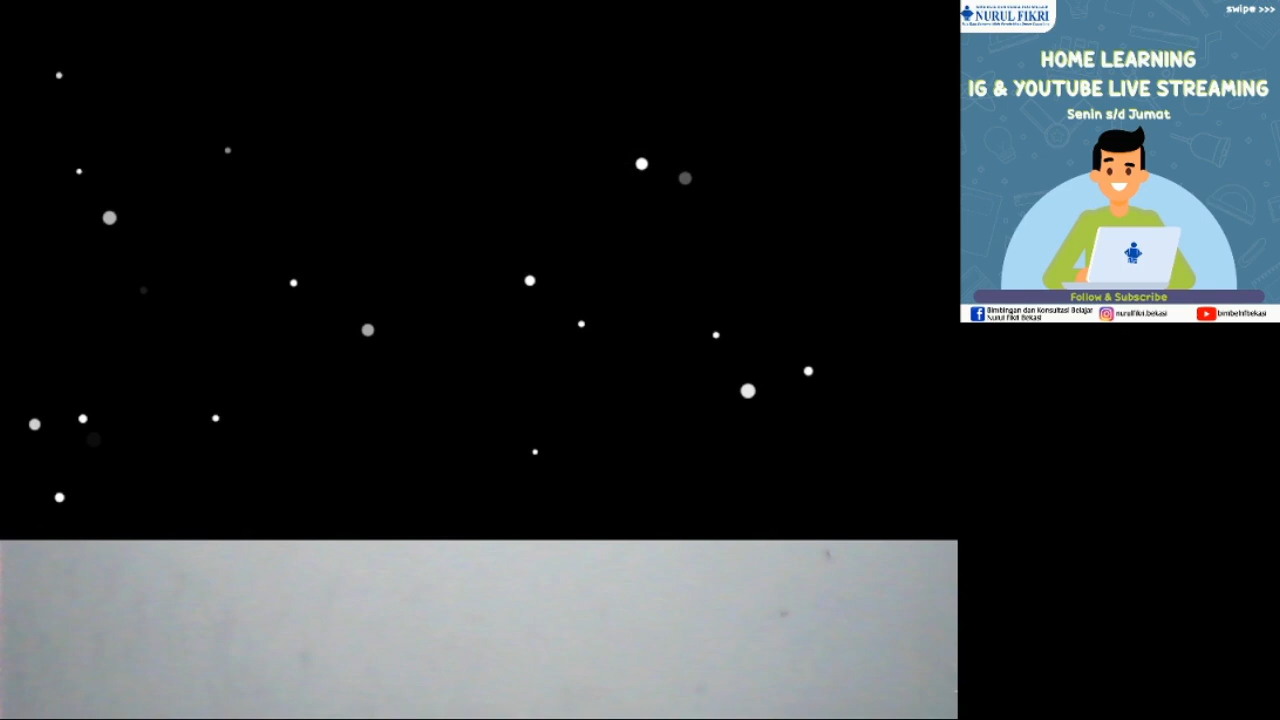 NURUL FIKRI
swipe >>>
HOME LEARNING
IG & YOUTUBE LIVE STREAMING
Senin s/d Jumat
Follow & Subscribe
Bimbingan dan Konsultasi Belajar
Nurul Fikri Bekasi
nurulfikri.bekasi
bimbelnfbekasi